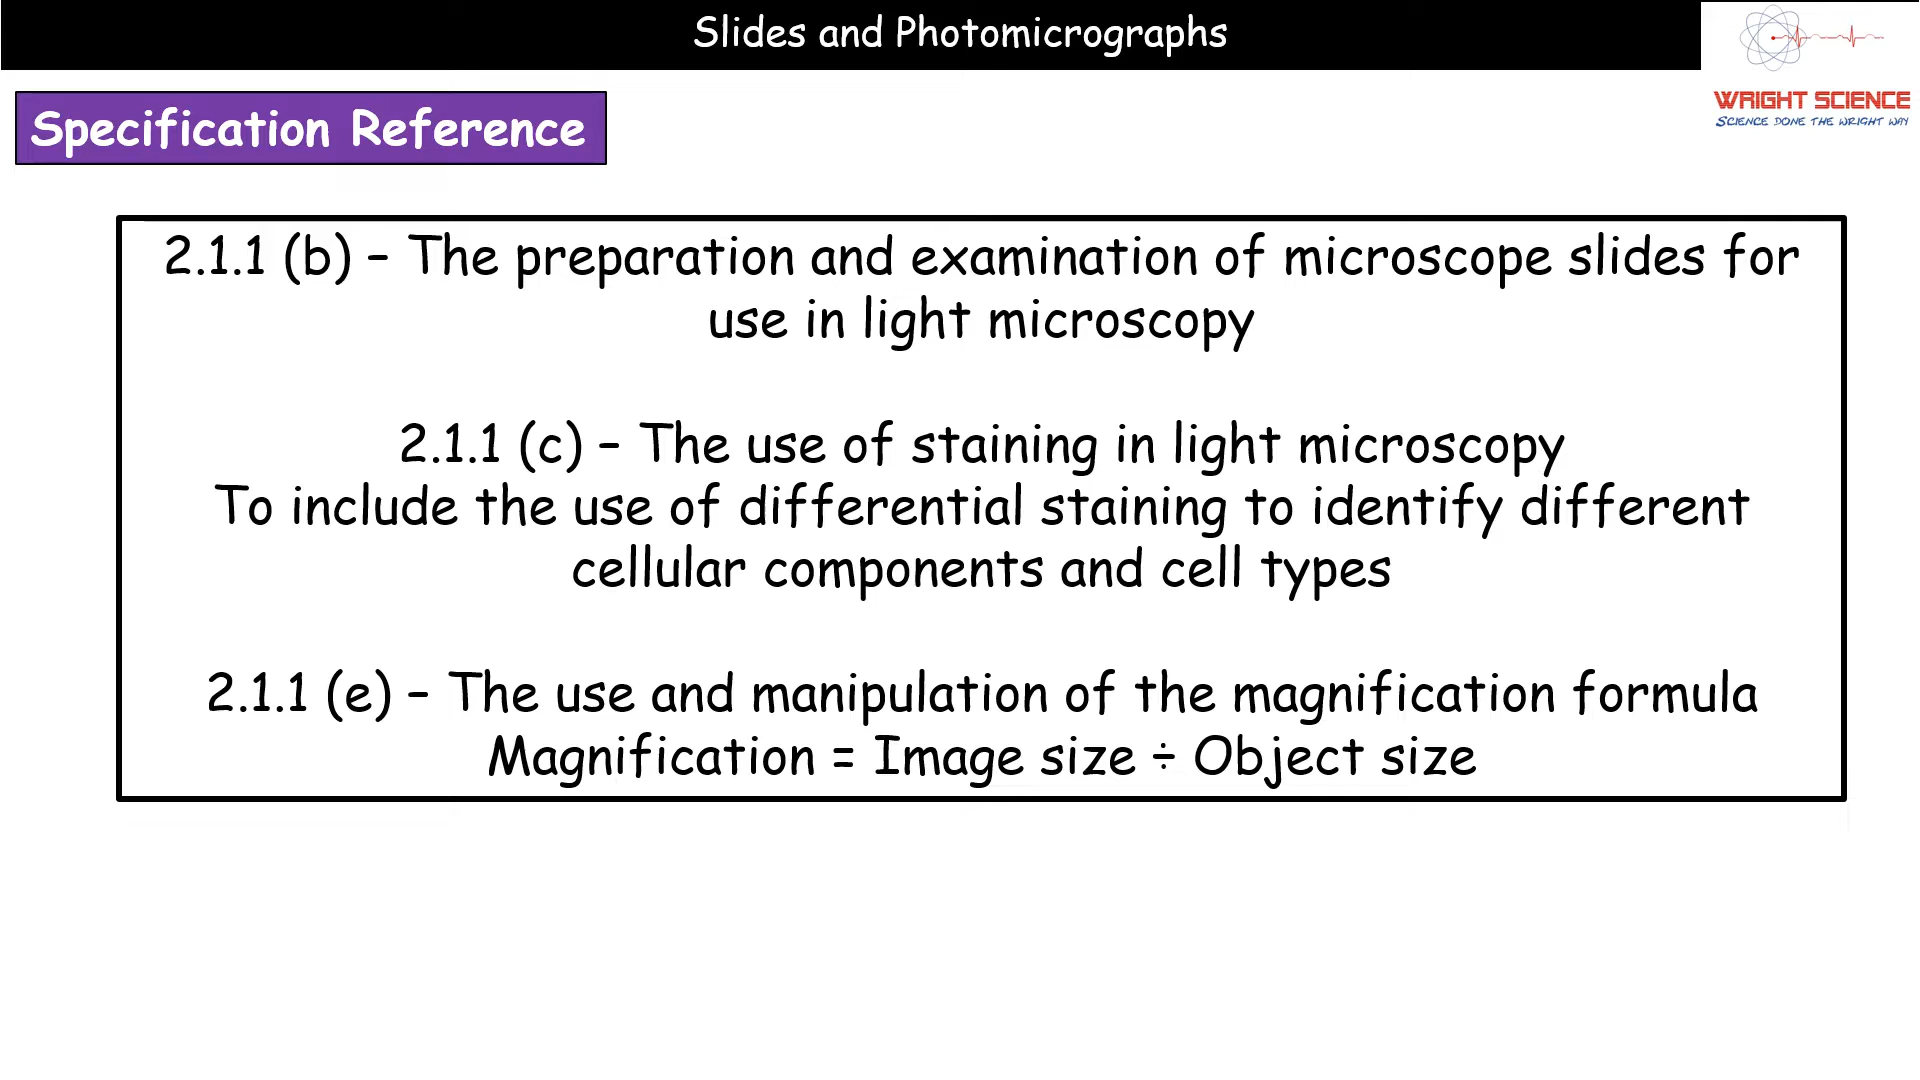 Slides and Photomicrographs
WRIGHT SCIENCE
SCIENCE DONE THE WRIGHT WAY
Specification Reference
2.1.1 (b) – The preparation and examination of microscope slides for
use in light microscopy
2.1.1 (c) – The use of staining in light microscopy
To include the use of differential staining to identify different
cellular components and cell types
2.1.1 (e) – The use and manipulation of the magnification formula
Magnification = Image size ÷ Object size